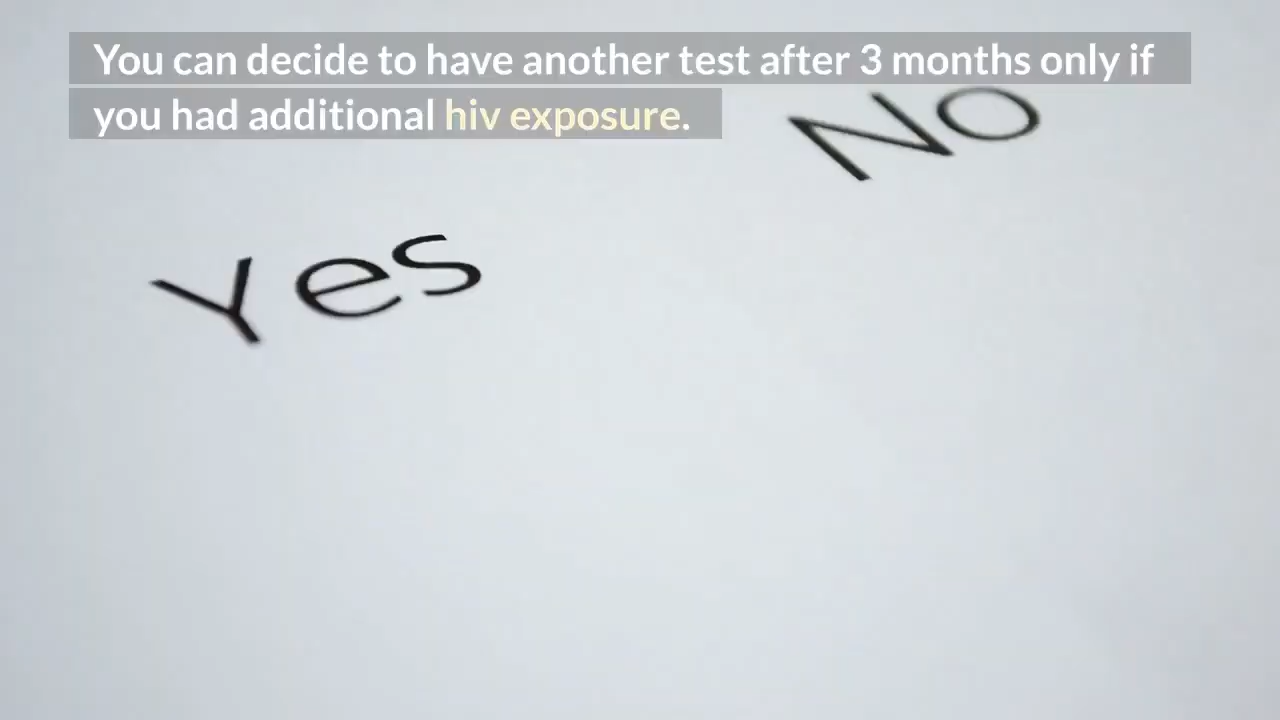 You can decide to have another test after 3 months only if
you had additional hiv exposure.
No
Yes